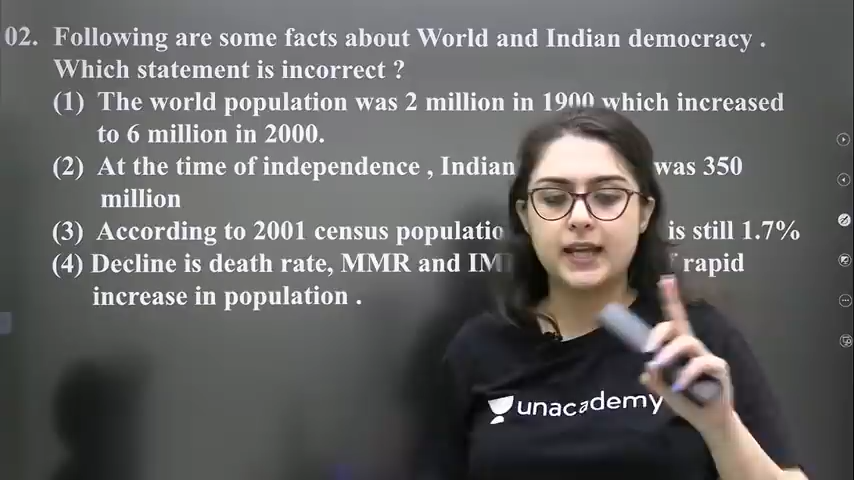 02. Following are some facts about World and Indian democracy .
Which statement is incorrect ?
(1) The world population was 2 million in 1900 which increased
to 6 million in 2000.
(2) At the time of independence , Indian was 350
million
(3) According to 2001 census is still 1.7%
(4) Decline is death rate, MMR and rapid
increase in population .
unacademy